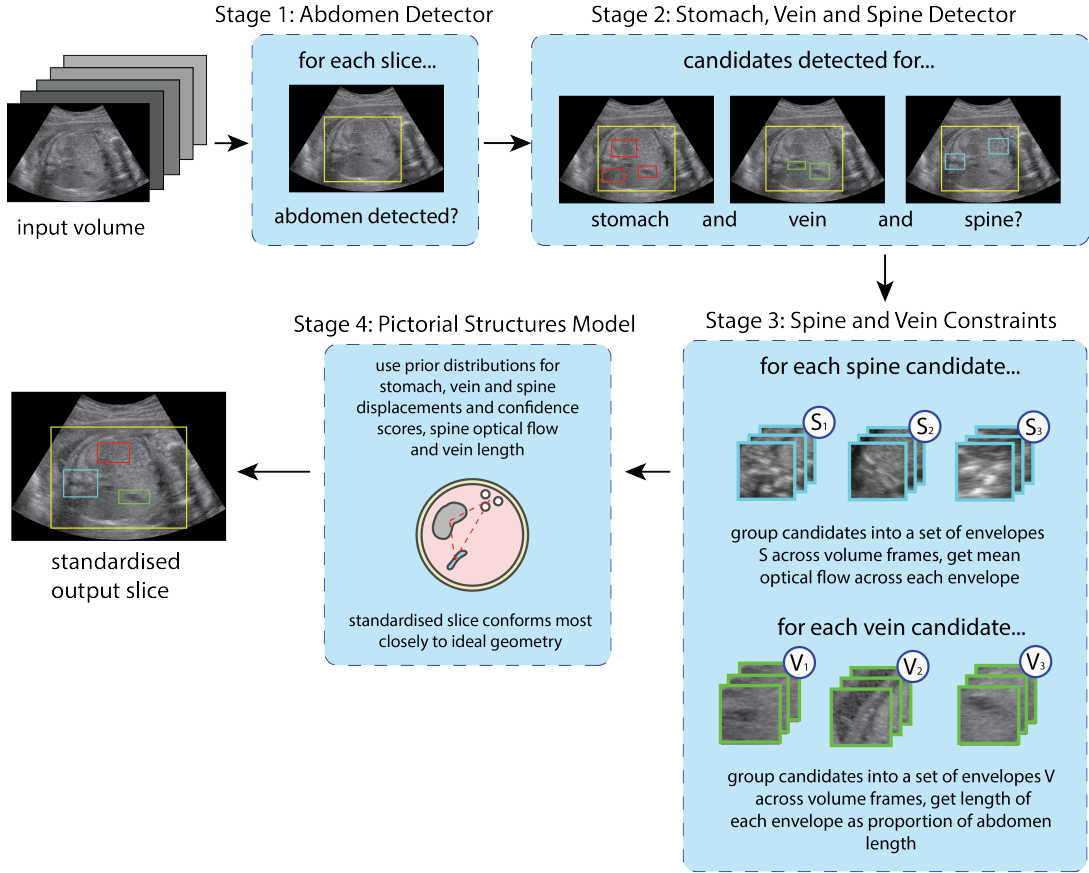 Stage 1: Abdomen Detector
for each slice...
abdomen detected?
input volume
Stage 2: Stomach, Vein and Spine Detector
candidates detected for...
stomach and vein and spine?
Stage 3: Spine and Vein Constraints
for each spine candidate...
S1
S2
S3
group candidates into a set of envelopes
S across volume frames, get mean
optical flow across each envelope
for each vein candidate...
V1
V2
V3
group candidates into a set of envelopes V
across volume frames, get length of
each envelope as proportion of abdomen
length
Stage 4: Pictorial Structures Model
use prior distributions for
stomach, vein and spine
displacements and confidence
scores, spine optical flow
and vein length
standardised slice conforms most
closely to ideal geometry
standardised
output slice